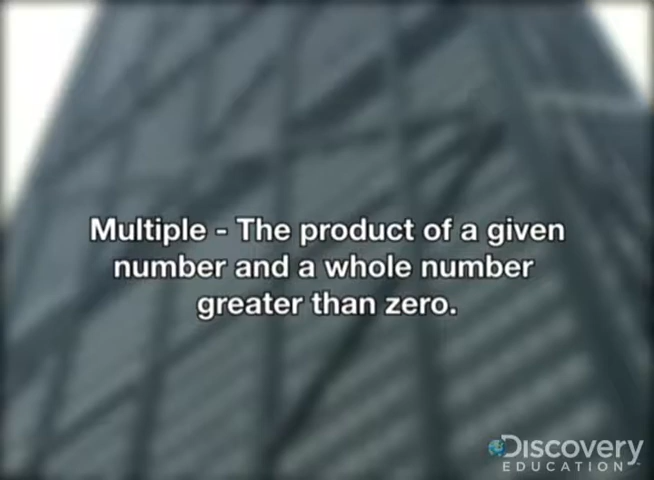 Multiple - The product of a given
number and a whole number
greater than zero.
Discovery
EDUCATION